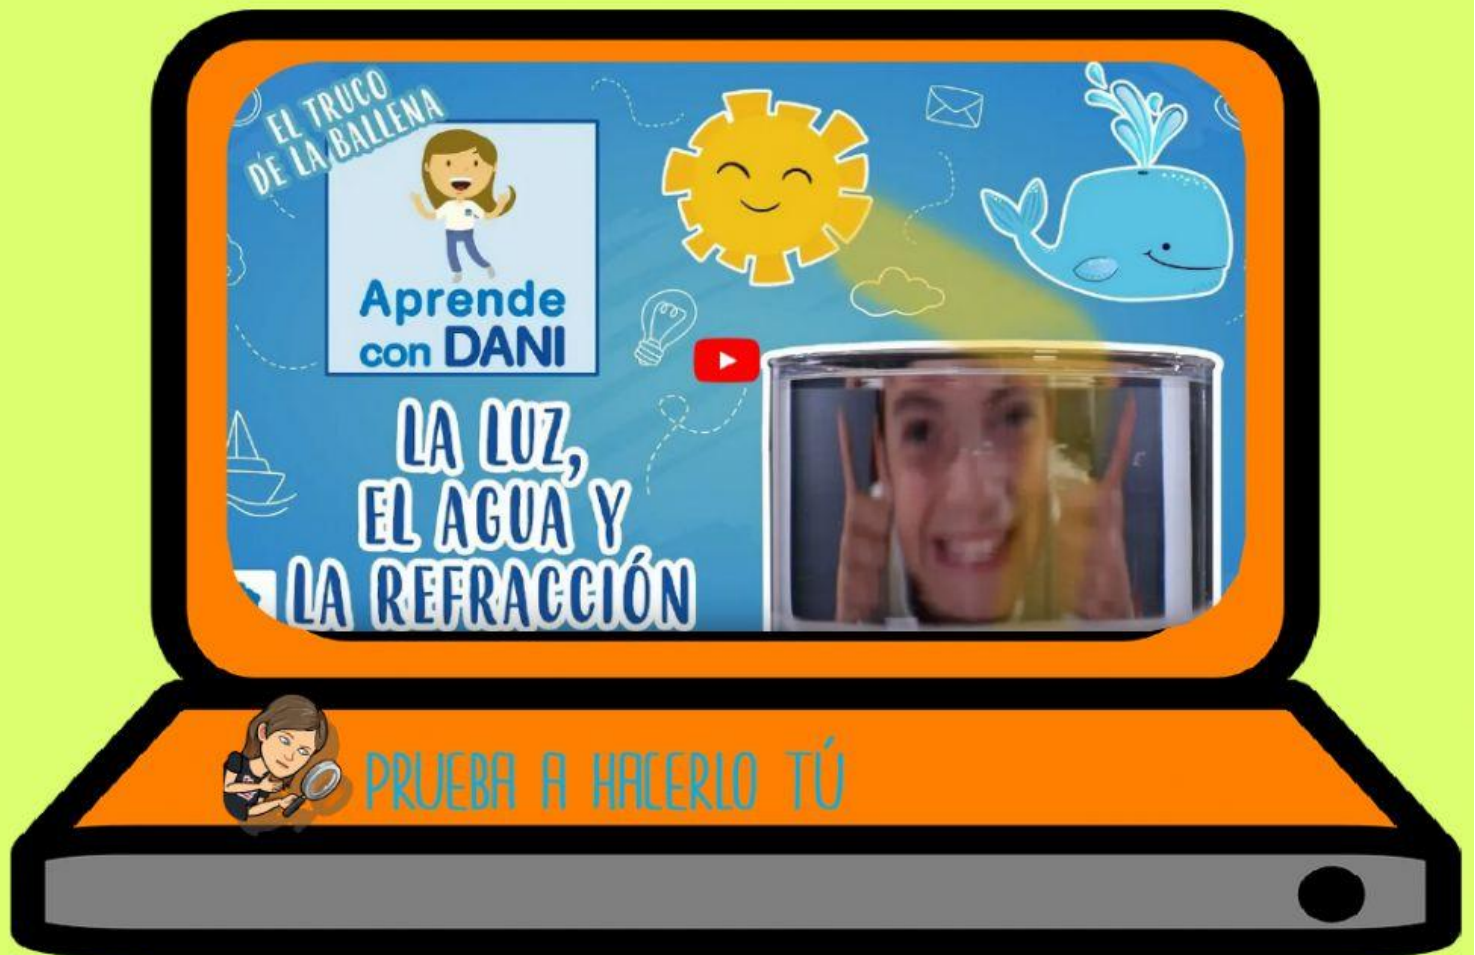 EL TRUCO
DE LA BALLENA
Aprende
con DANI
LA LUZ,
EL AGUA Y
LA REFRACCIÓN
PRUEBA A HACERLO TÚ